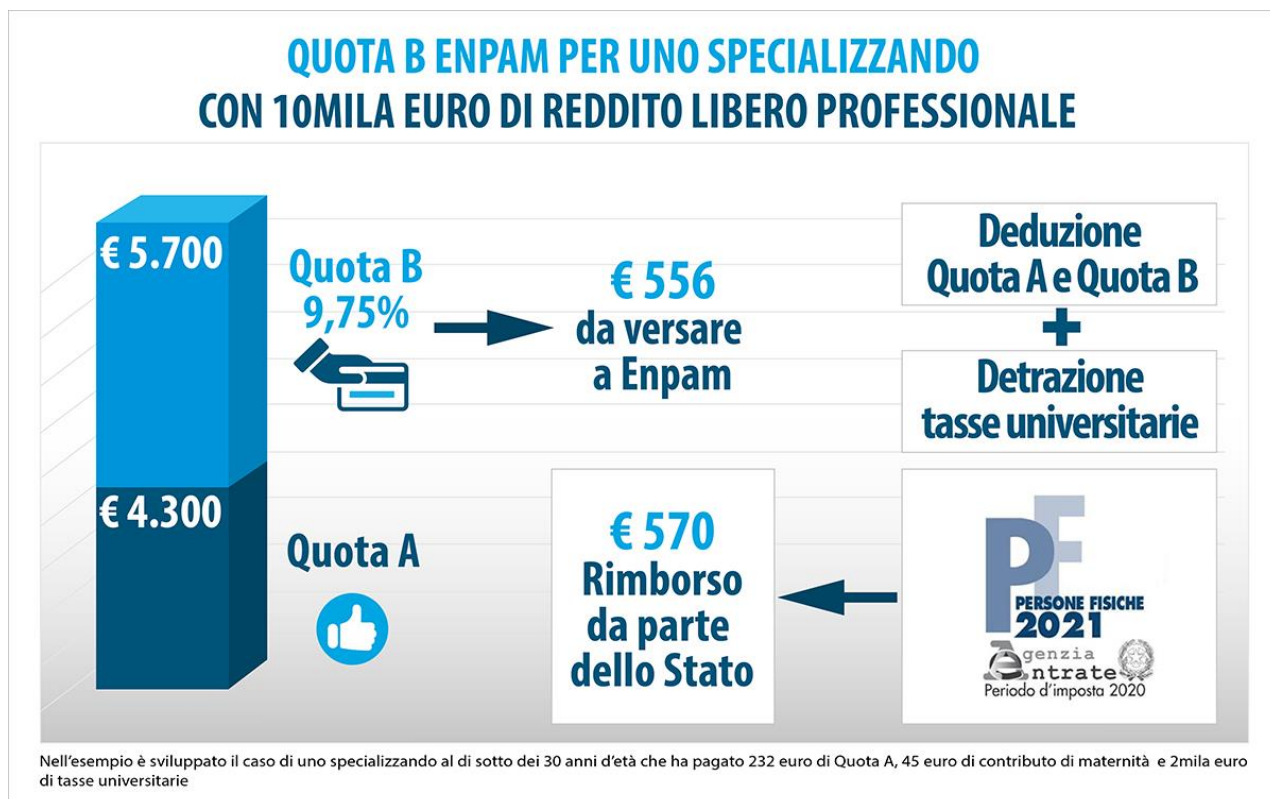 QUOTA B ENPAM PER UNO SPECIALIZZANDO
CON 10MILA EURO DI REDDITO LIBERO PROFESSIONALE
€ 5.700
Quota B
9,75%
€ 556
da versare
a Enpam
Deduzione
Quota A e Quota B
+
Detrazione
tasse universitarie
€ 4.300
Quota A
€ 570
Rimborso
da parte
dello Stato
PF
PERSONE FISICHE
2021
Agenzia
Entrate
Periodo d'imposta 2020
Nell'esempio è sviluppato il caso di uno specializzando al di sotto dei 30 anni d'età che ha pagato 232 euro di Quota A, 45 euro di contributo di maternità e 2mila euro
di tasse universitarie